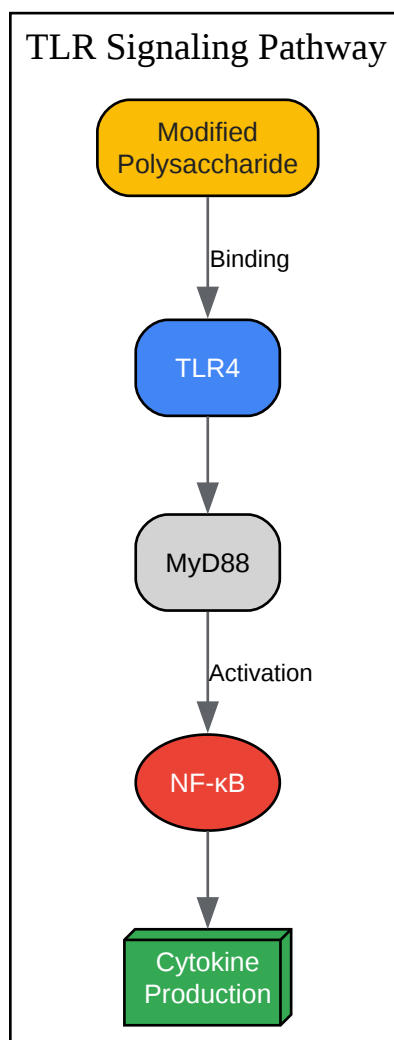 TLR Signaling Pathway
Modified
Polysaccharide
Binding
TLR4
MyD88
Activation
NF-κB
Cytokine
Production